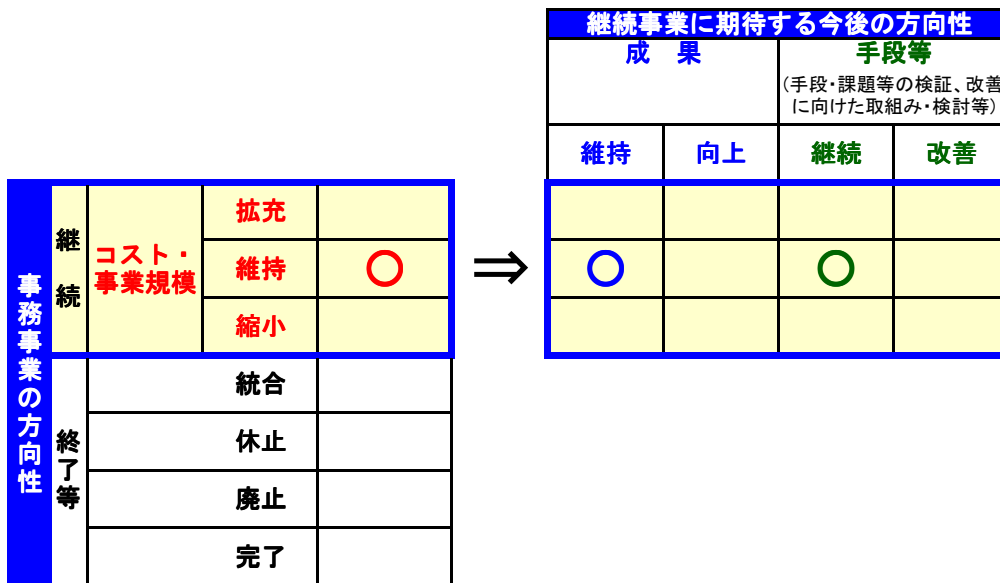 継続事業に期待する今後の方向性
成 果
手段等
(手段・課題等の検証、改善
に向けた取組み・検討等)
維持
向上
継続
改善
事務事業の方向性
継続
コスト・
事業規模
拡充
維持
○
⇒
○
○
縮小
終了等
統合
休止
廃止
完了